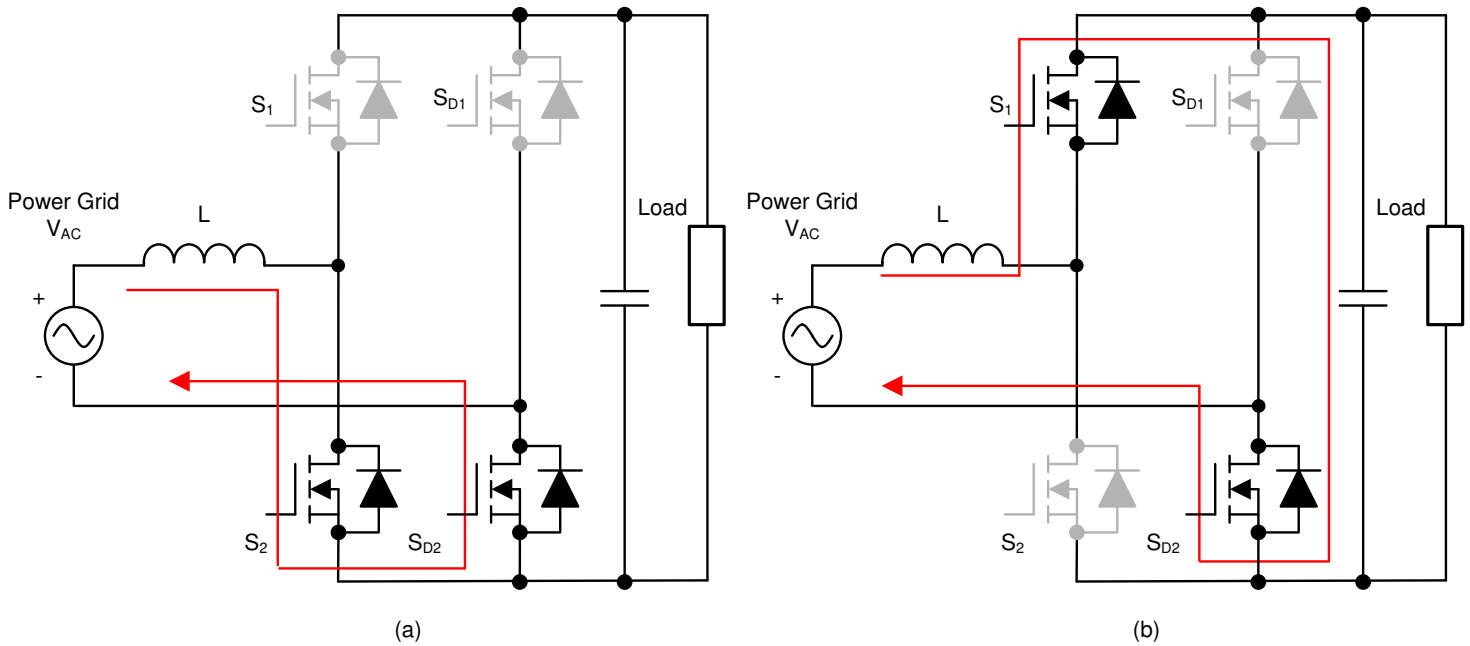 S1
SD1
Power Grid
VAC
L
Load
+
-
S2
SD2
(a)
S1
SD1
Power Grid
VAC
L
Load
+
-
S2
SD2
(b)